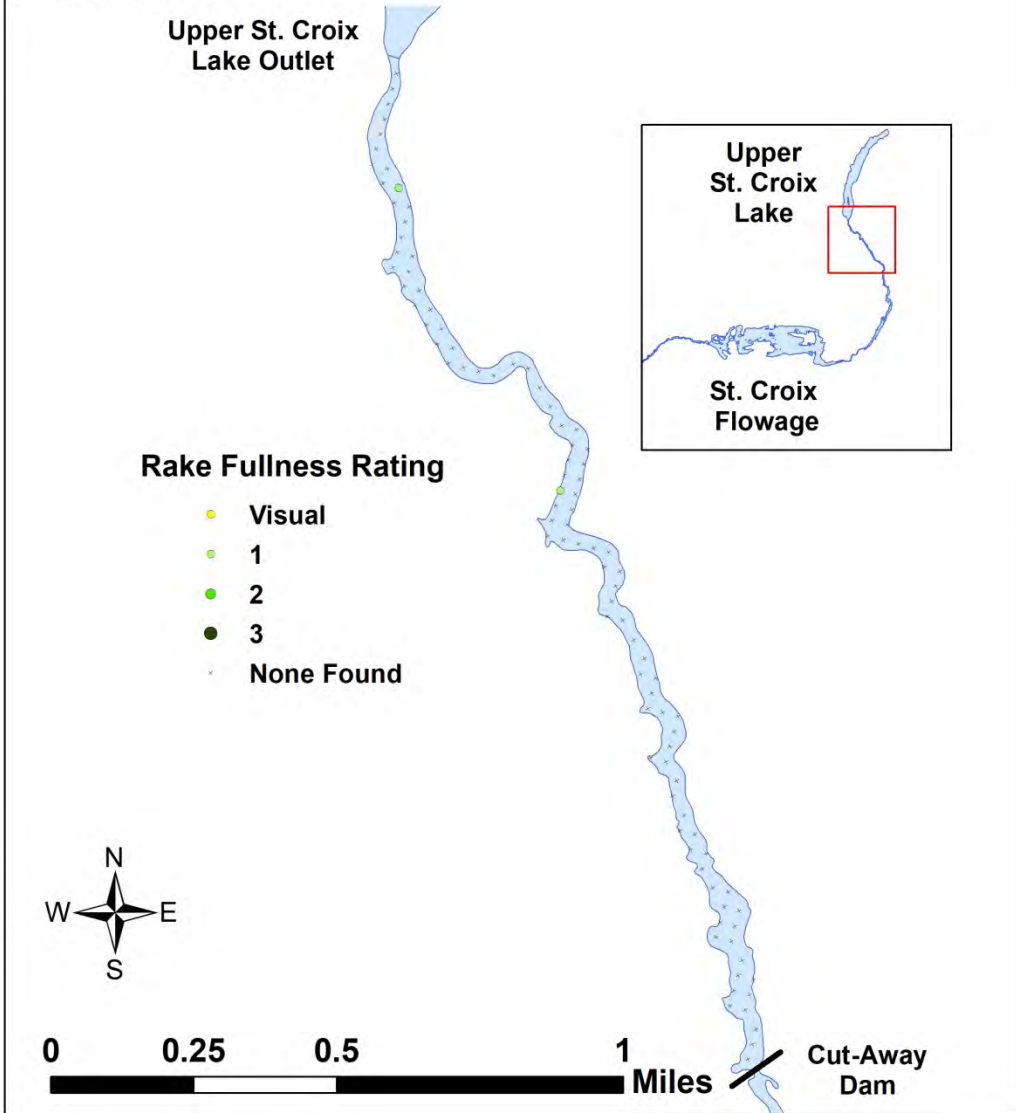 Upper St. Croix
Lake Outlet
Upper
St. Croix
Lake
St. Croix
Flowage
Rake Fullness Rating
Visual
1
2
3
None Found
N
W E
S
0 0.25 0.5 1
Miles
Cut-Away
Dam